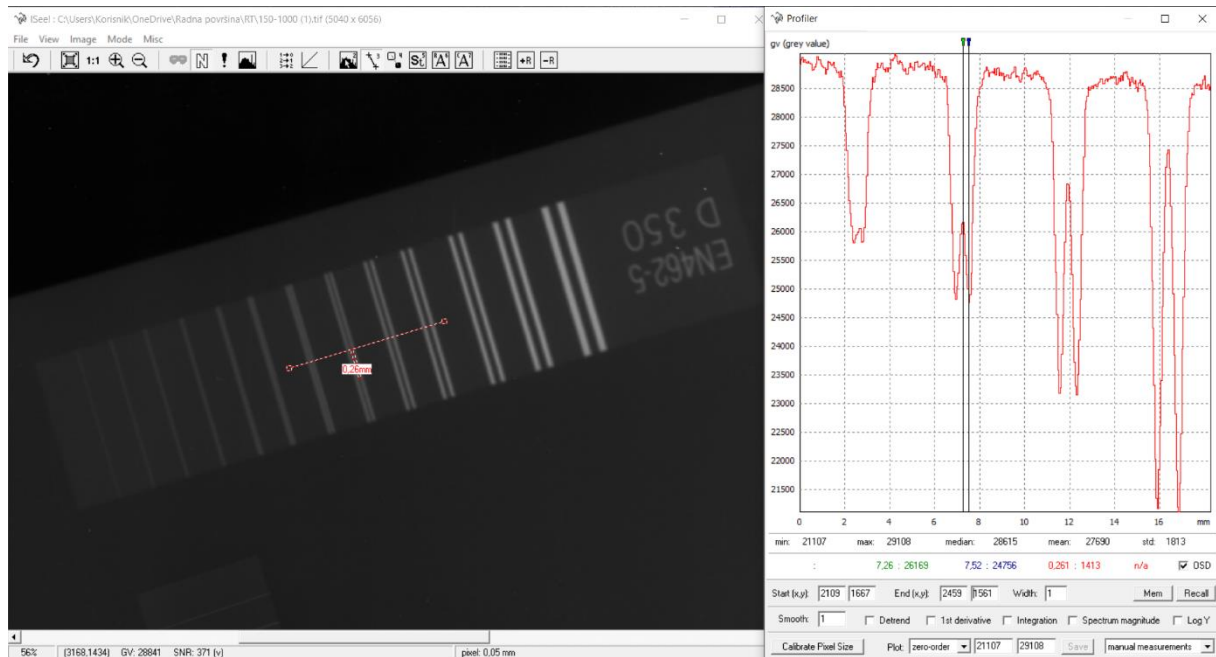 ISee! : C:\Users\Korisnik\OneDrive\Radna površina\RT\150-1000 (1).tif (5040 x 6056)
File View Image Mode Misc
1:1 N +R -R
D 350
EN462-5
0,26mm
56% (3168,1434) GV: 28841 SNR: 371 (v) pixel: 0,05 mm
Profiler
gv (grey value)
28500
28000
27500
27000
26500
26000
25500
25000
24500
24000
23500
23000
22500
22000
21500
0 2 4 6 8 10 12 14 16 mm
min: 21107 max: 29108 median: 28615 mean: 27690 std: 1813
: 7,26 : 26169 7,52 : 24756 0,261 : 1413 n/a OSD
Start (x,y): 2109 1667 End (x,y): 2459 1561 Width: 1 Mem Recall
Smooth: 1 Detrend 1st derivative Integration Spectrum magnitude Log Y
Calibrate Pixel Size Plot: zero-order 21107 29108 Save manual measurements